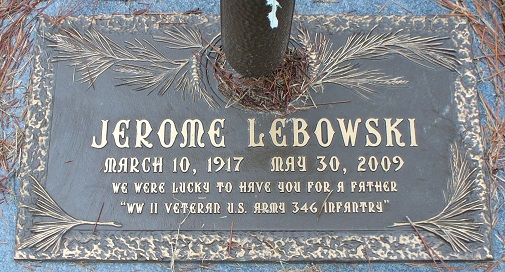 JEROME LEBOWSKI
MARCH 10, 1917 MAY 30, 2009
WE WERE LUCKY TO HAVE YOU FOR A FATHER
"WW II VETERAN U.S. ARMY 346 INFANTRY"